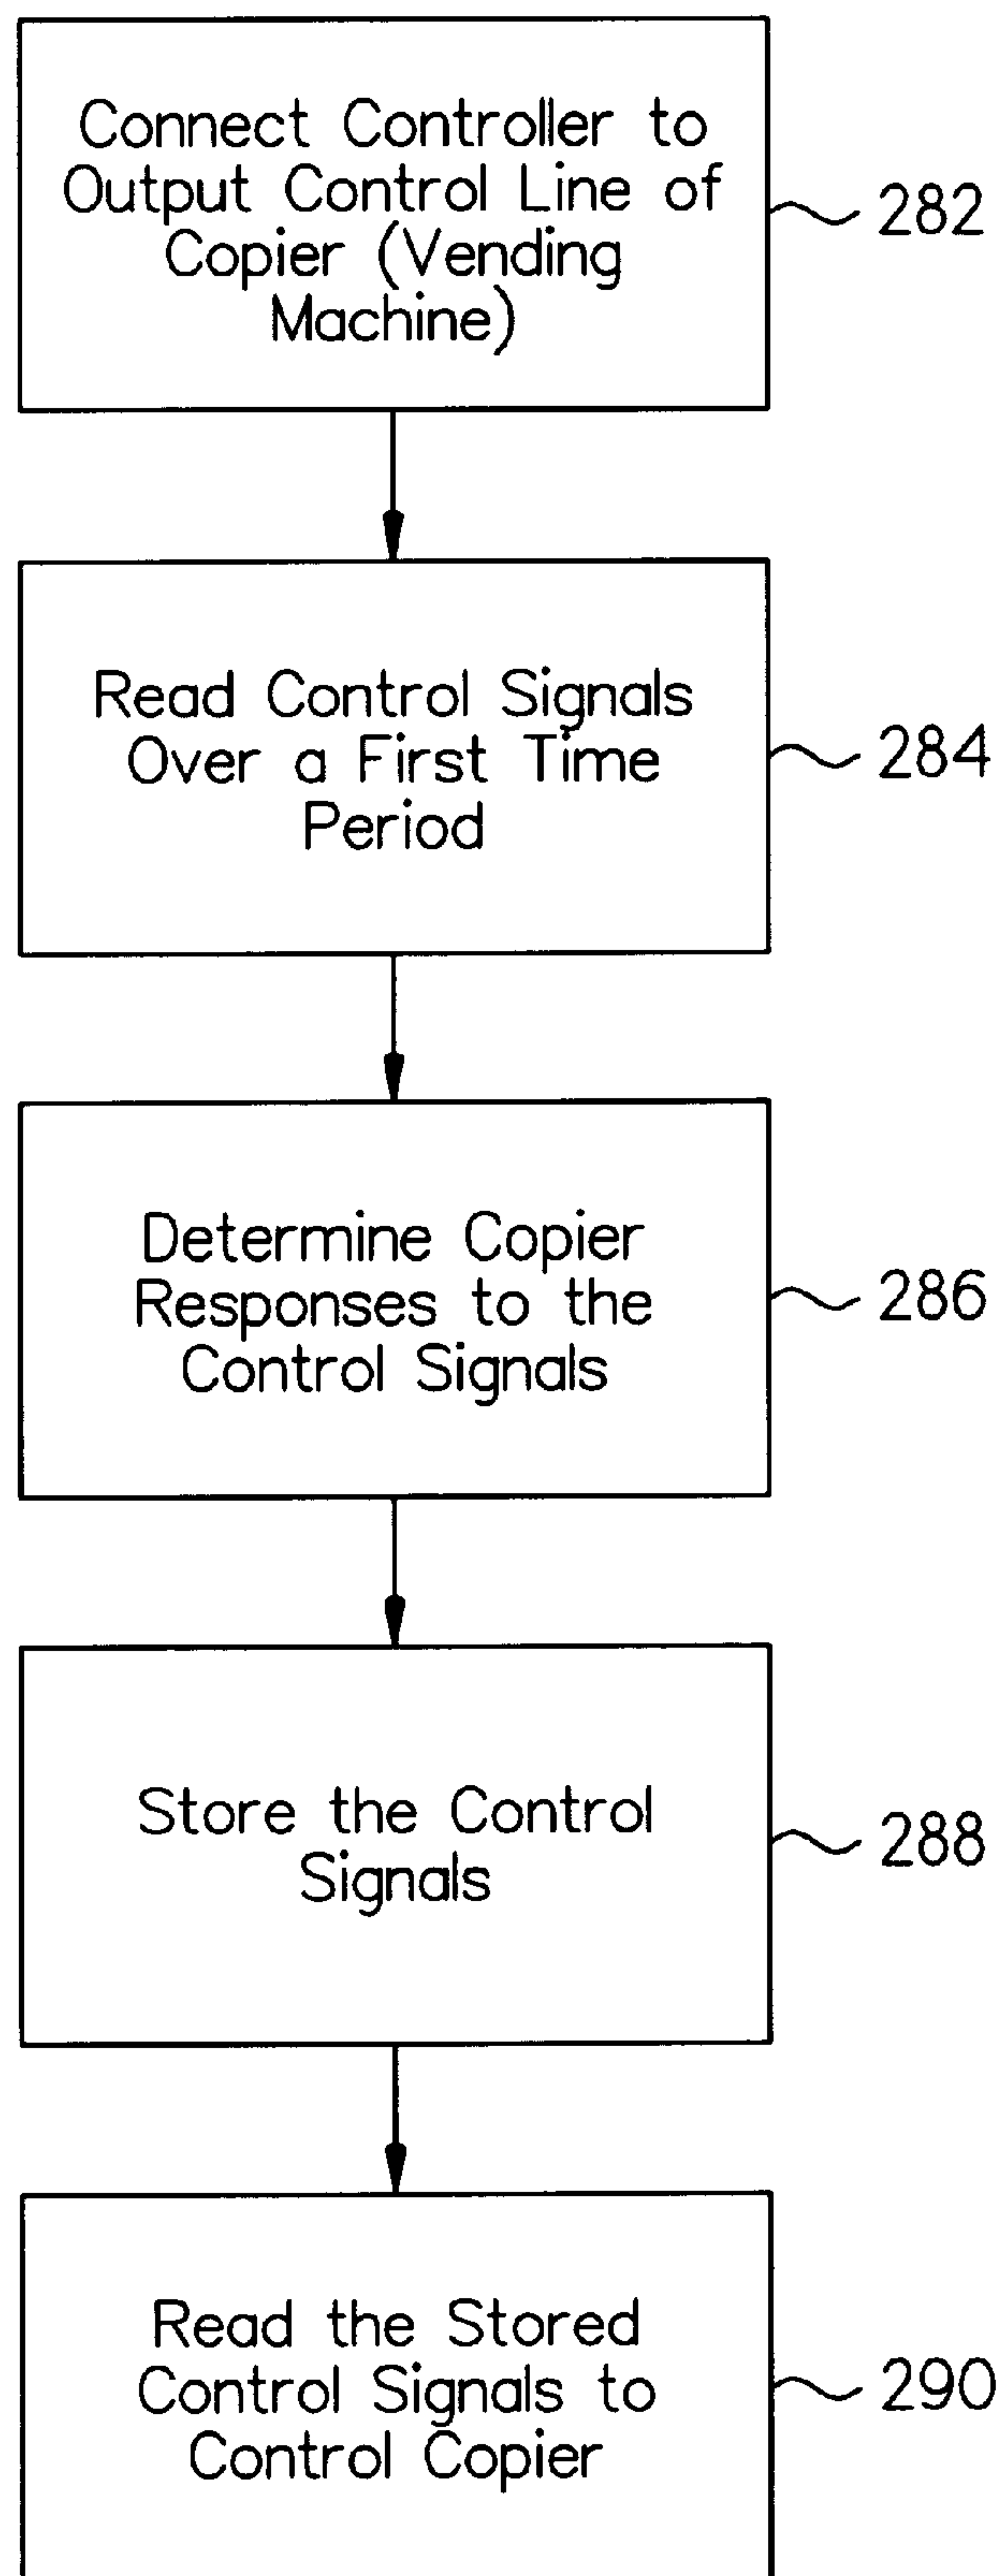 Connect Controller to
Output Control Line of
Copier (Vending
Machine)
282
Read Control Signals
Over a First Time
Period
284
Determine Copier
Responses to the
Control Signals
286
Store the Control
Signals
288
Read the Stored
Control Signals to
Control Copier
290